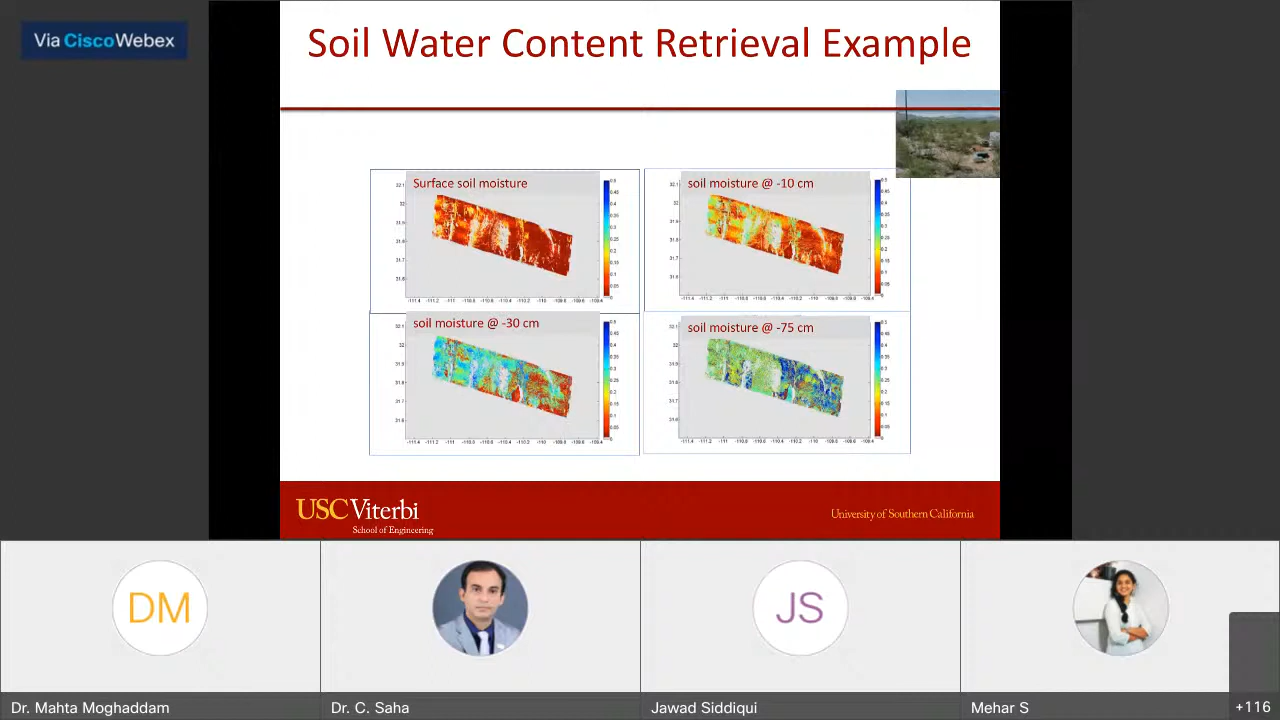 Via Cisco Webex
Soil Water Content Retrieval Example
Surface soil moisture
soil moisture @ -10 cm
soil moisture @ -30 cm
soil moisture @ -75 cm
USC Viterbi
School of Engineering
University of Southern California
DM
JS
Dr. Mahta Moghaddam
Dr. C. Saha
Jawad Siddiqui
Mehar S
+116